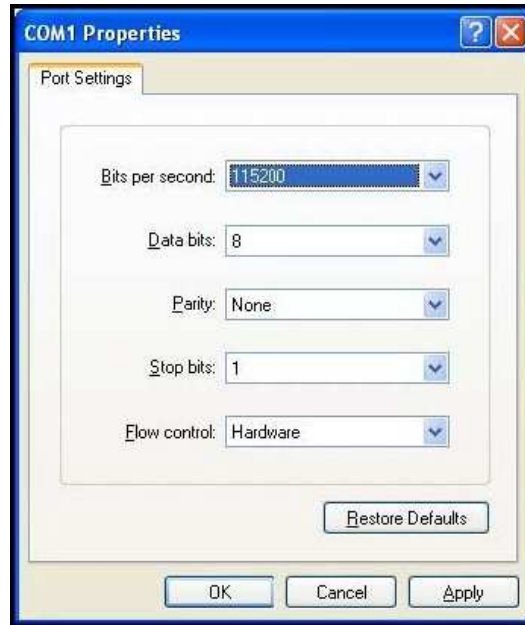 COM1 Properties
Port Settings
Bits per second: 115200
Data bits: 8
Parity: None
Stop bits: 1
Flow control: Hardware
Restore Defaults
OK Cancel Apply